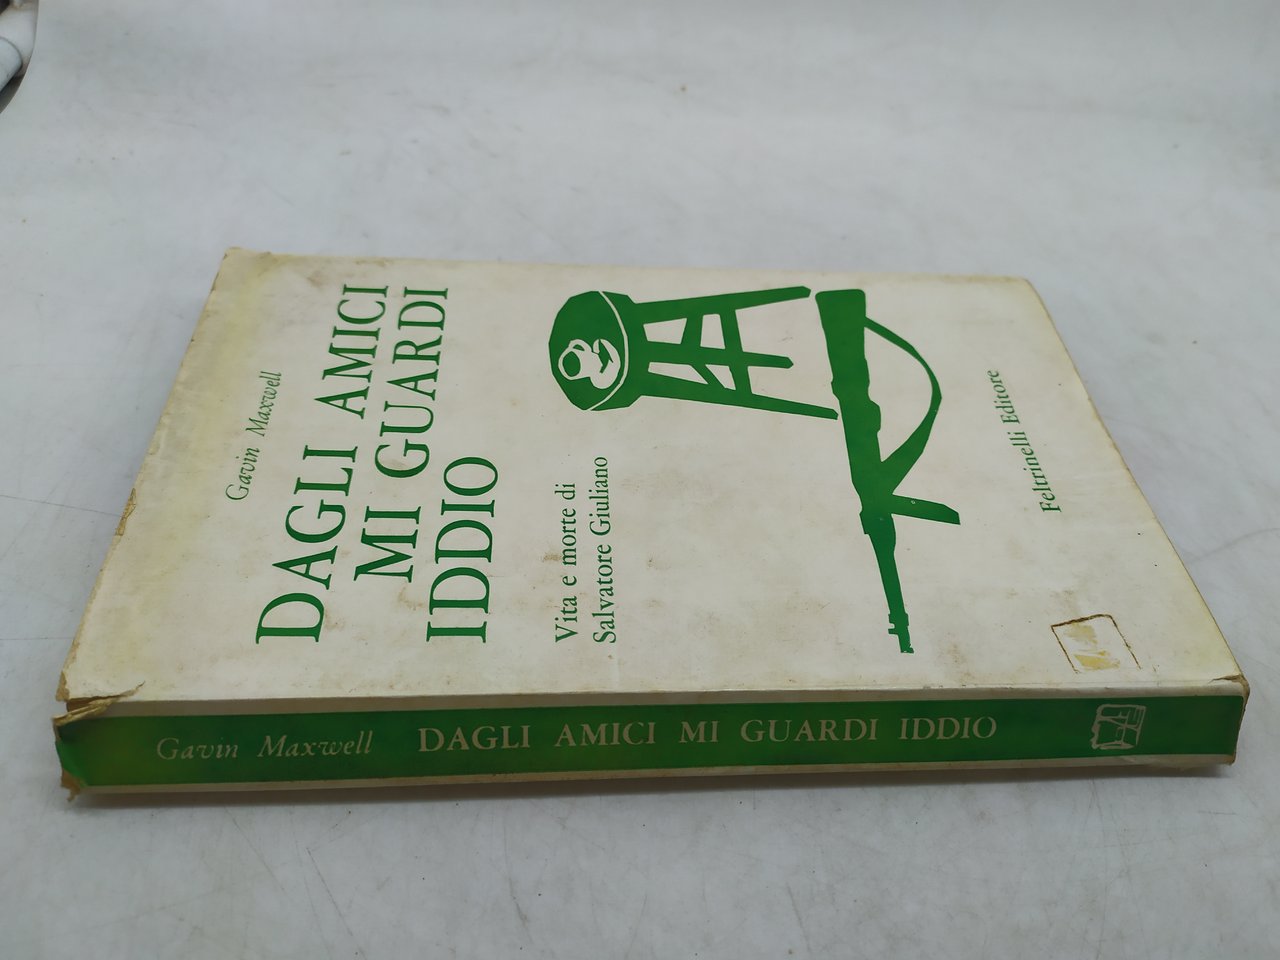 Gavin Maxwell
DAGLI AMICI
MI GUARDI
IDDIO
Vita e morte di
Salvatore Giuliano
Feltrinelli Editore
Gavin Maxwell DAGLI AMICI MI GUARDI IDDIO